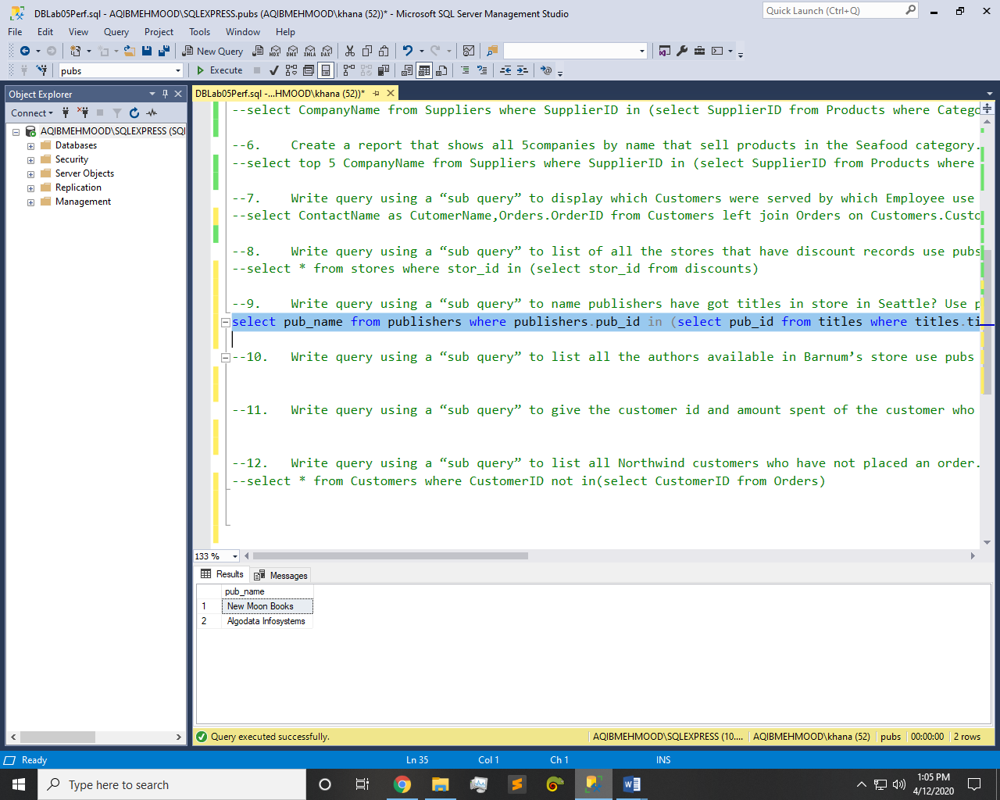 DBLab05Perf.sql - AQIBMEHMOOD\SQLEXPRESS.pubs (AQIBMEHMOOD\khana (52))* - Microsoft SQL Server Management Studio
Quick Launch (Ctrl+Q)
File Edit View Query Project Tools Window Help
New Query
MDX DMX XMLA DAX
pubs
Execute
Object Explorer
DBLab05Perf.sql -...HMOOD\khana (52))*
Connect
AQIBMEHMOOD\SQLEXPRESS (SQl
Databases
Security
Server Objects
Replication
Management
--select CompanyName from Suppliers where SupplierID in (select SupplierID from Products where Catego
--6. Create a report that shows all 5companies by name that sell products in the Seafood category.
--select top 5 CompanyName from Suppliers where SupplierID in (select SupplierID from Products where
--7. Write query using a “sub query” to display which Customers were served by which Employee use
--select ContactName as CutomerName,Orders.OrderID from Customers left join Orders on Customers.Custo
--8. Write query using a “sub query” to list of all the stores that have discount records use pubs
--select * from stores where stor_id in (select stor_id from discounts)
--9. Write query using a “sub query” to name publishers have got titles in store in Seattle? Use p
select pub_name from publishers where publishers.pub_id in (select pub_id from titles where titles.ti
--10. Write query using a “sub query” to list all the authors available in Barnum’s store use pubs
--11. Write query using a “sub query” to give the customer id and amount spent of the customer who
--12. Write query using a “sub query” to list all Northwind customers who have not placed an order.
--select * from Customers where CustomerID not in(select CustomerID from Orders)
133 %
Results Messages
pub_name
1 New Moon Books
2 Algodata Infosystems
Query executed successfully.
AQIBMEHMOOD\SQLEXPRESS (10.... AQIBMEHMOOD\khana (52) pubs 00:00:00 2 rows
Ready Ln 35 Col 1 Ch 1 INS
Type here to search
1:05 PM
4/12/2020